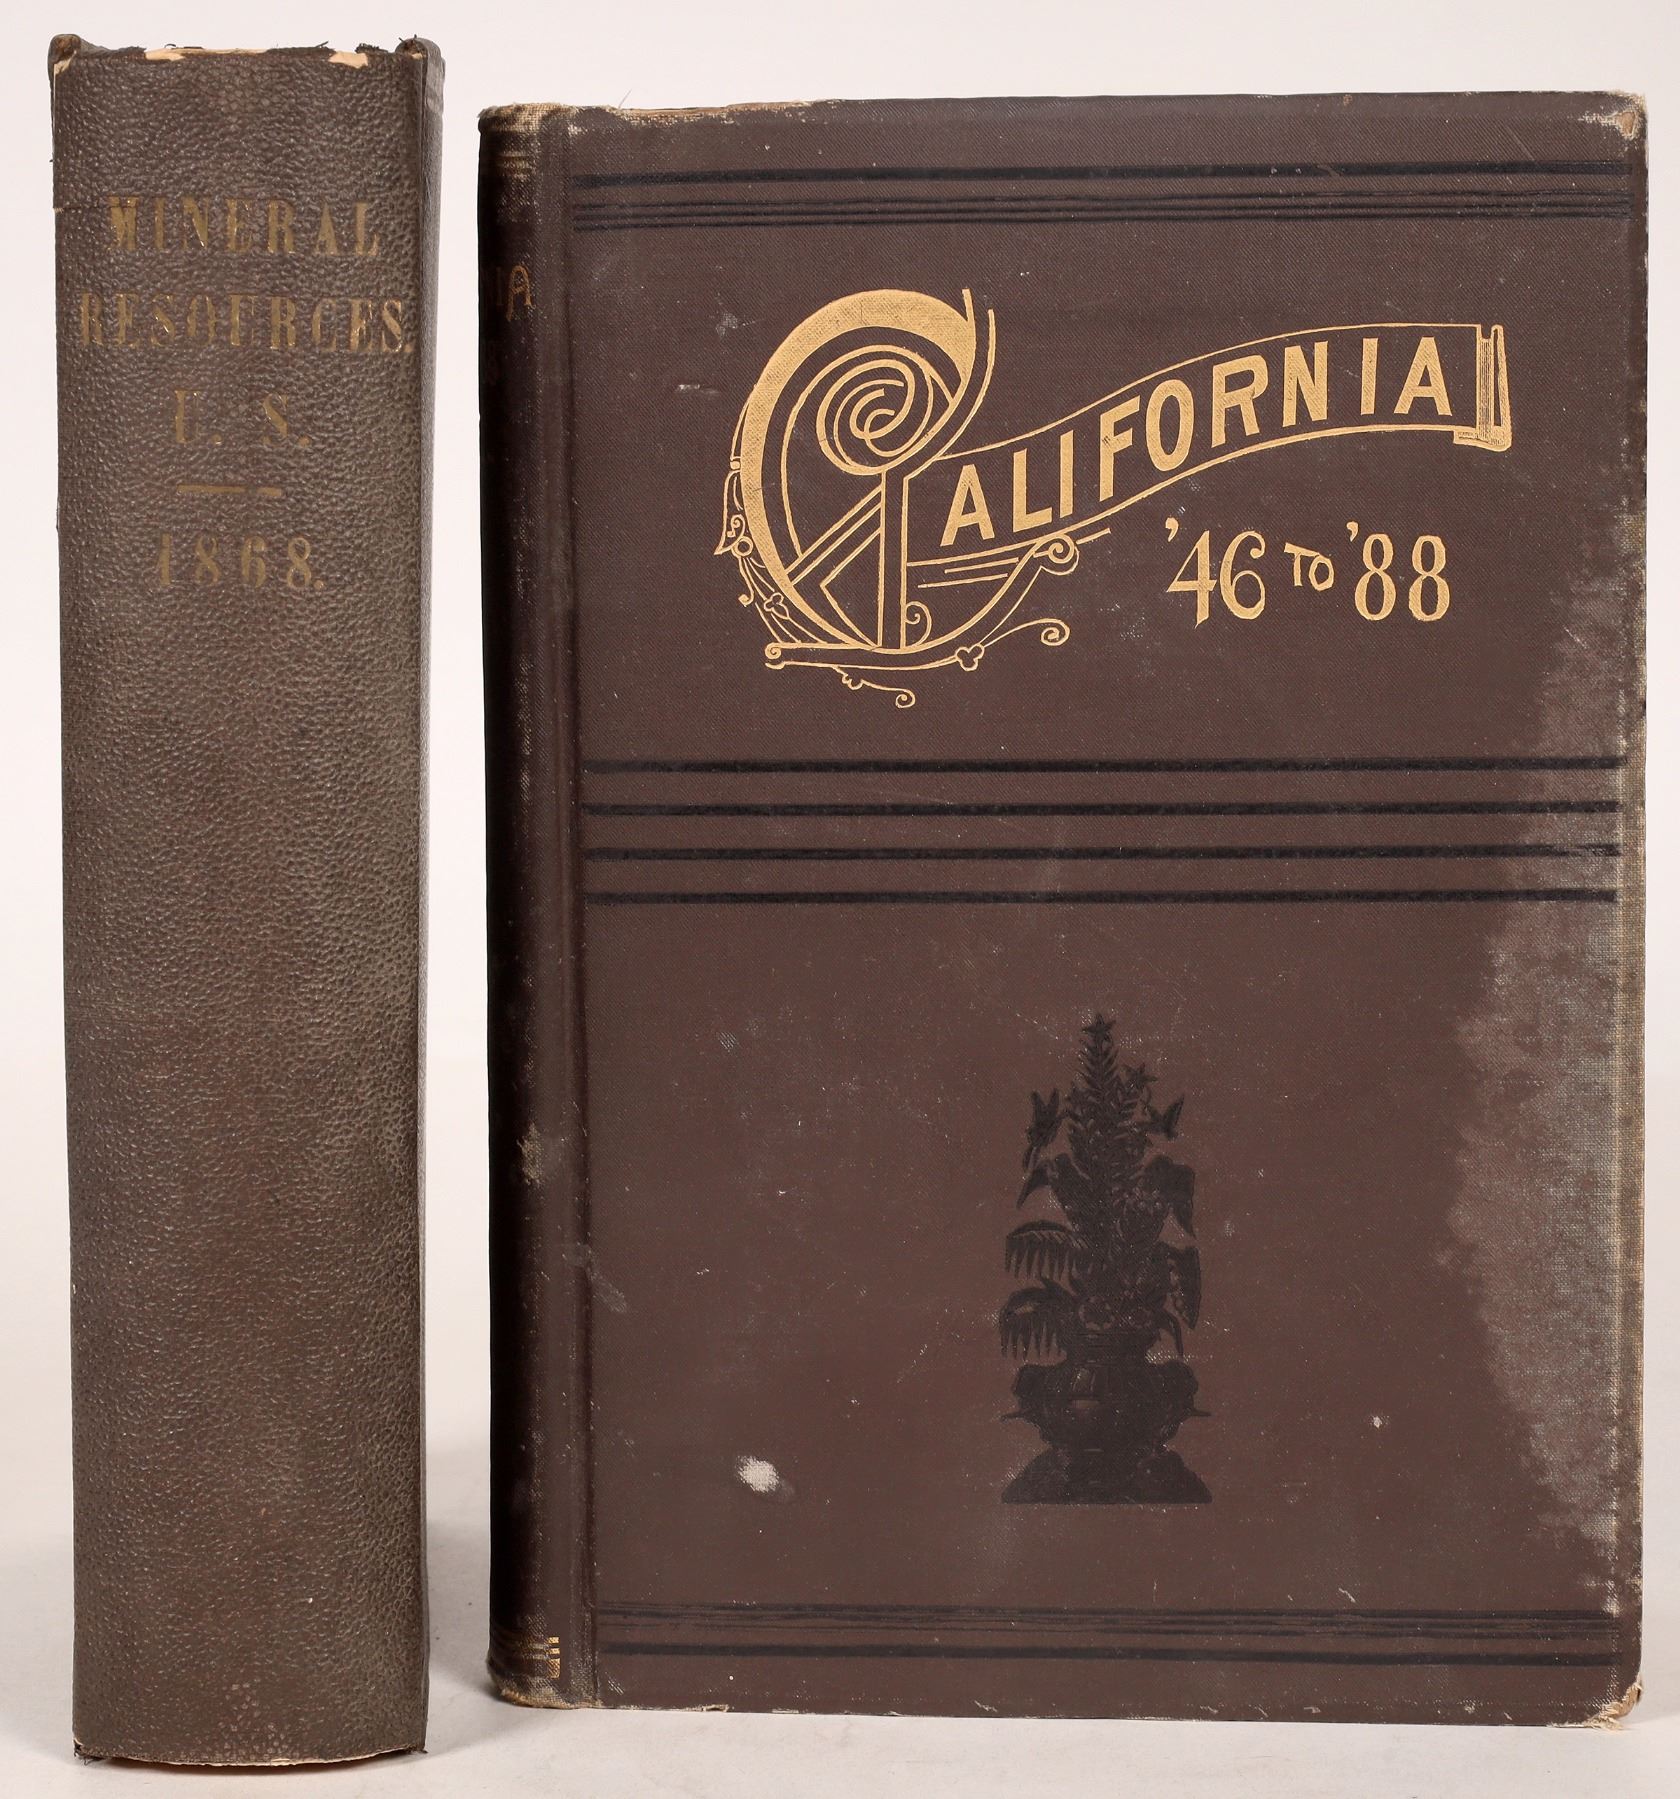 MINERAL
RESOURCES.
U. S.
1868.
CALIFORNIA
'46 TO '88